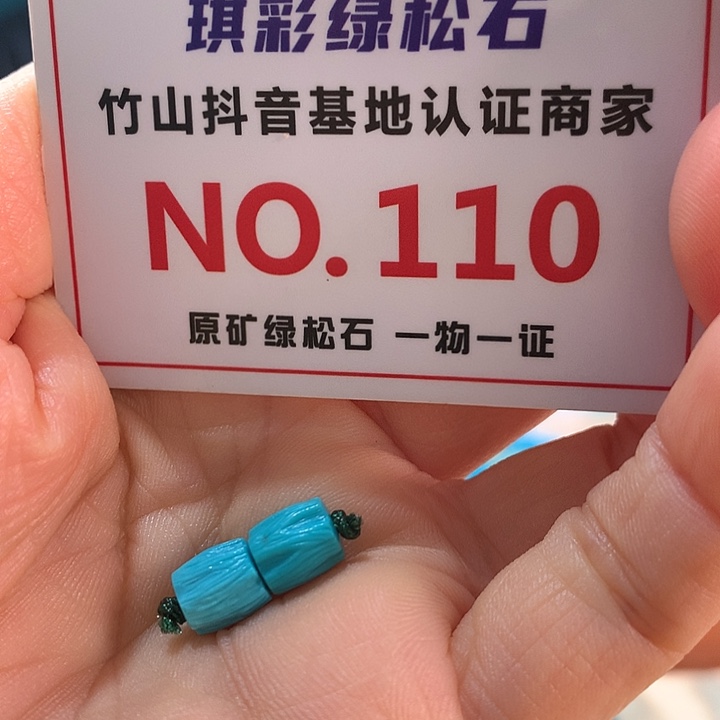 琪彩绿松石
竹山抖音基地认证商家
NO.110
原矿绿松石 一物一证